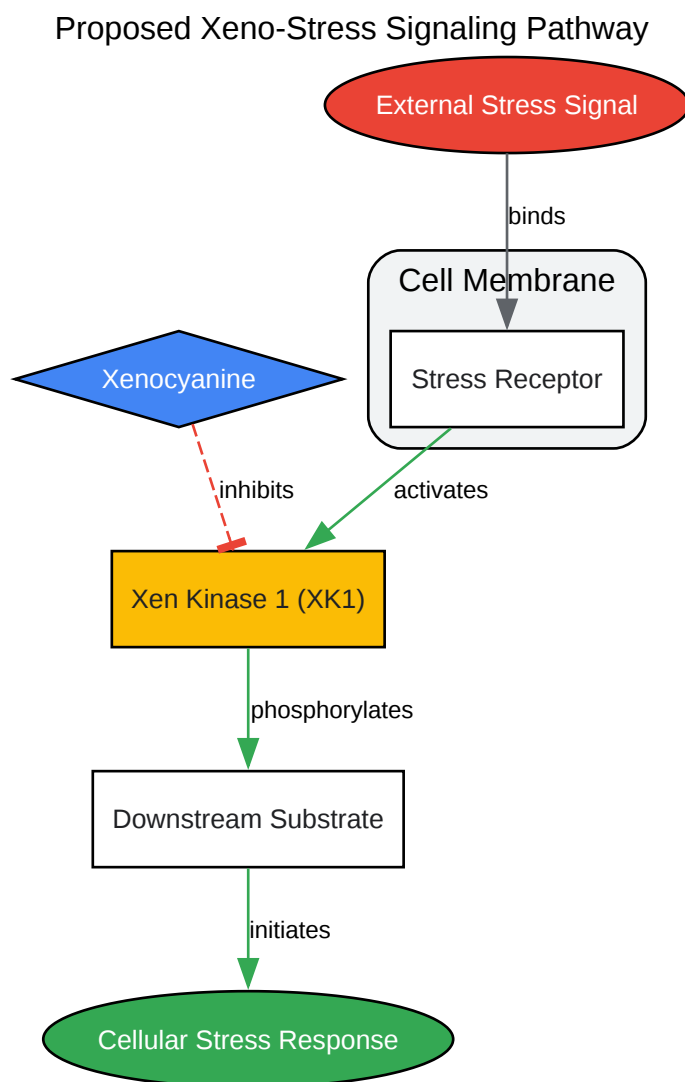 Proposed Xeno-Stress Signaling Pathway
External Stress Signal
binds
Cell Membrane
Stress Receptor
Xenocyanine
inhibits
activates
Xen Kinase 1 (XK1)
phosphorylates
Downstream Substrate
initiates
Cellular Stress Response